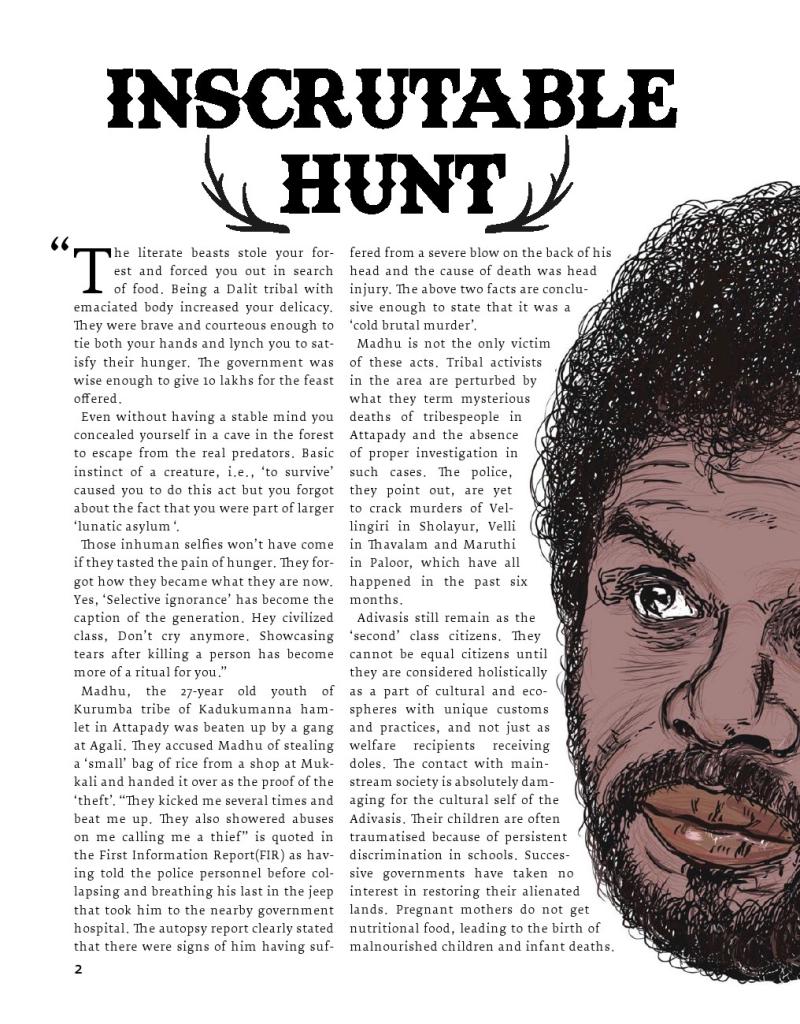 INSCRUTABLE
HUNT
“The literate beasts stole your for-
est and forced you out in search
of food. Being a Dalit tribal with
emaciated body increased your delicacy.
They were brave and courteous enough to
tie both your hands and lynch you to sat-
isfy their hunger. The government was
wise enough to give 10 lakhs for the feast
offered.
Even without having a stable mind you
concealed yourself in a cave in the forest
to escape from the real predators. Basic
instinct of a creature, i.e., ‘to survive’
caused you to do this act but you forgot
about the fact that you were part of larger
‘lunatic asylum ‘.
Those inhuman selfies won’t have come
if they tasted the pain of hunger. They for-
got how they became what they are now.
Yes, ‘Selective ignorance’ has become the
caption of the generation. Hey civilized
class, Don’t cry anymore. Showcasing
tears after killing a person has become
more of a ritual for you.”
Madhu, the 27-year old youth of
Kurumba tribe of Kadukumanna ham-
let in Attapady was beaten up by a gang
at Agali. They accused Madhu of stealing
a ‘small’ bag of rice from a shop at Muk-
kali and handed it over as the proof of the
‘theft’. “They kicked me several times and
beat me up. They also showered abuses
on me calling me a thief” is quoted in
the First Information Report(FIR) as hav-
ing told the police personnel before col-
lapsing and breathing his last in the jeep
that took him to the nearby government
hospital. The autopsy report clearly stated
that there were signs of him having suf-
fered from a severe blow on the back of his
head and the cause of death was head
injury. The above two facts are conclu-
sive enough to state that it was a
‘cold brutal murder’.
Madhu is not the only victim
of these acts. Tribal activists
in the area are perturbed by
what they term mysterious
deaths of tribespeople in
Attapady and the absence
of proper investigation in
such cases. The police,
they point out, are yet
to crack murders of Vel-
lingiri in Sholayur, Velli
in Thavalam and Maruthi
in Paloor, which have all
happened in the past six
months.
Adivasis still remain as the
‘second’ class citizens. They
cannot be equal citizens until
they are considered holistically
as a part of cultural and eco-
spheres with unique customs
and practices, and not just as
welfare recipients receiving
doles. The contact with main-
stream society is absolutely dam-
aging for the cultural self of the
Adivasis. Their children are often
traumatised because of persistent
discrimination in schools. Succes-
sive governments have taken no
interest in restoring their alienated
lands. Pregnant mothers do not get
nutritional food, leading to the birth of
malnourished children and infant deaths.
2